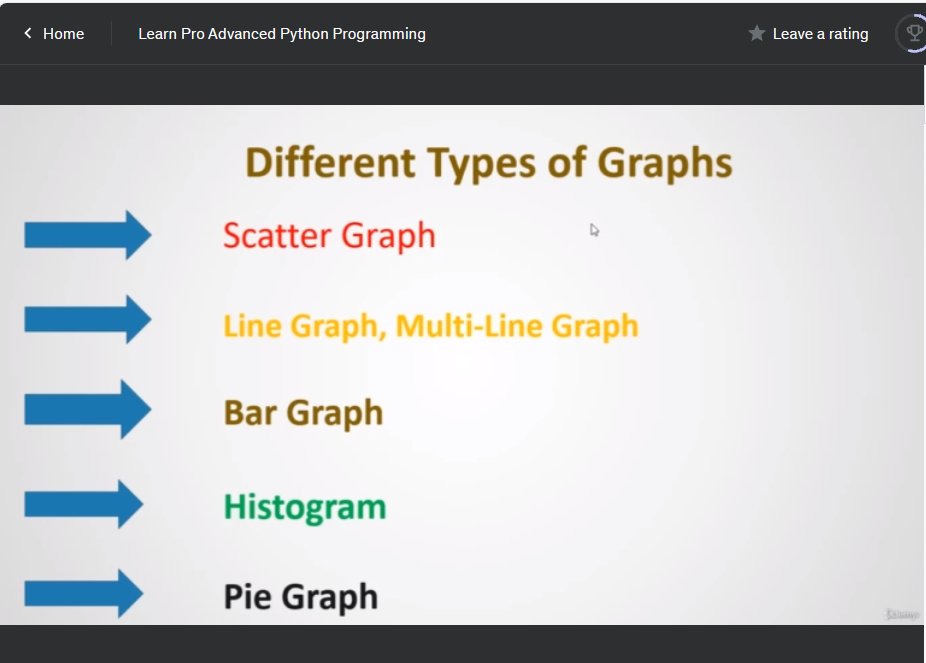 Home
Learn Pro Advanced Python Programming
Leave a rating
Different Types of Graphs
Scatter Graph
Line Graph, Multi-Line Graph
Bar Graph
Histogram
Pie Graph